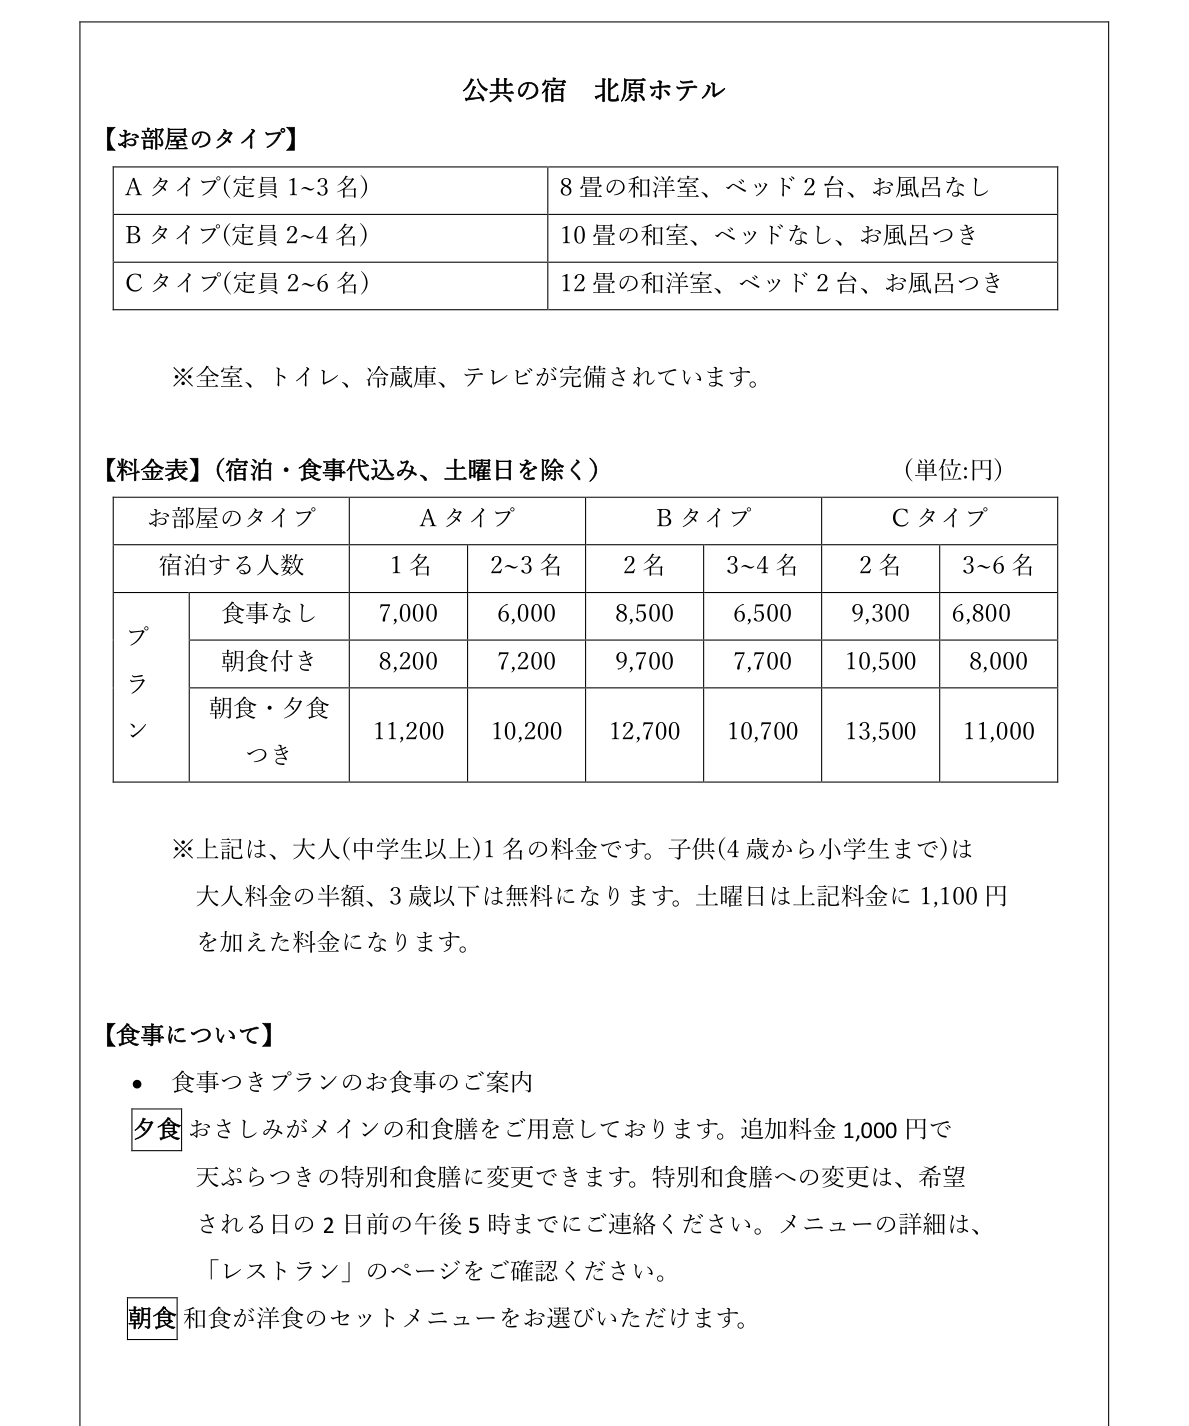 公共の宿　北原ホテル
【お部屋のタイプ】
A タイプ(定員 1~3 名)　8 畳の和洋室、ベッド 2 台、お風呂なし
B タイプ(定員 2~4 名)　10 畳の和室、ベッドなし、お風呂つき
C タイプ(定員 2~6 名)　12 畳の和洋室、ベッド 2 台、お風呂つき
※全室、トイレ、冷蔵庫、テレビが完備されています。
【料金表】（宿泊・食事代込み、土曜日を除く）　（単位:円）
お部屋のタイプ　A タイプ　B タイプ　C タイプ
宿泊する人数　1 名　2~3 名　2 名　3~4 名　2 名　3~6 名
プラン
食事なし　7,000　6,000　8,500　6,500　9,300　6,800
朝食付き　8,200　7,200　9,700　7,700　10,500　8,000
朝食・夕食
つき　11,200　10,200　12,700　10,700　13,500　11,000
※上記は、大人(中学生以上)1 名の料金です。子供(4 歳から小学生まで)は
大人料金の半額、3 歳以下は無料になります。土曜日は上記料金に 1,100 円
を加えた料金になります。
【食事について】
• 食事つきプランのお食事のご案内
夕食 おさしみがメインの和食膳をご用意しております。追加料金 1,000 円で
天ぷらつきの特別和食膳に変更できます。特別和食膳への変更は、希望
される日の 2 日前の午後 5 時までにご連絡ください。メニューの詳細は、
「レストラン」のページをご確認ください。
朝食 和食が洋食のセットメニューをお選びいただけます。